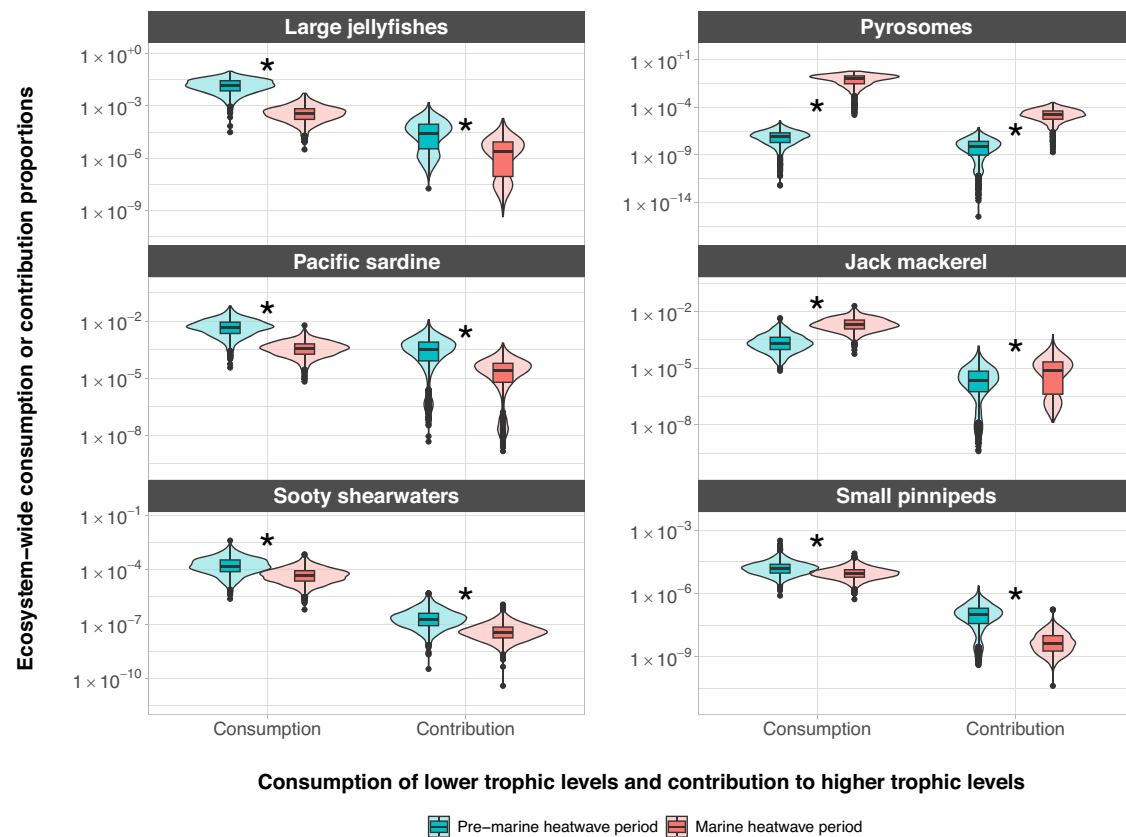 Ecosystem−wide consumption or contribution proportions
Large jellyfishes
1 × 10⁺⁰
1 × 10⁻³
1 × 10⁻⁶
1 × 10⁻⁹
*
*
Pyrosomes
1 × 10⁺¹
1 × 10⁻⁴
1 × 10⁻⁹
1 × 10⁻¹⁴
*
*
Pacific sardine
1 × 10⁻²
1 × 10⁻⁵
1 × 10⁻⁸
*
*
Jack mackerel
1 × 10⁻²
1 × 10⁻⁵
1 × 10⁻⁸
*
*
Sooty shearwaters
1 × 10⁻¹
1 × 10⁻⁴
1 × 10⁻⁷
1 × 10⁻¹⁰
*
*
Consumption Contribution
Small pinnipeds
1 × 10⁻³
1 × 10⁻⁶
1 × 10⁻⁹
*
*
Consumption Contribution
Consumption of lower trophic levels and contribution to higher trophic levels
Pre−marine heatwave period Marine heatwave period